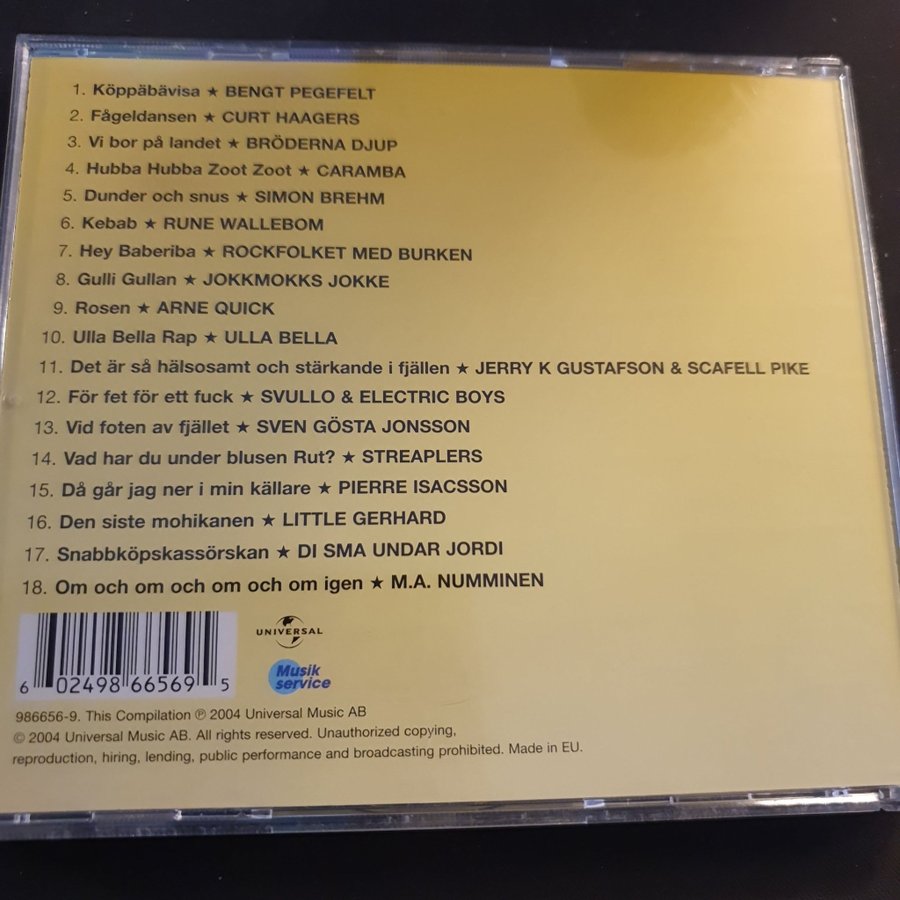 1. Köppäbävisa ★ BENGT PEGEFELT
2. Fågeldansen ★ CURT HAAGERS
3. Vi bor på landet ★ BRÖDERNA DJUP
4. Hubba Hubba Zoot Zoot ★ CARAMBA
5. Dunder och snus ★ SIMON BREHM
6. Kebab ★ RUNE WALLEBOM
7. Hey Baberiba ★ ROCKFOLKET MED BURKEN
8. Gulli Gullan ★ JOKKMOKKS JOKKE
9. Rosen ★ ARNE QUICK
10. Ulla Bella Rap ★ ULLA BELLA
11. Det är så hälsosamt och stärkande i fjällen ★ JERRY K GUSTAFSON & SCAFELL PIKE
12. För fet för ett fuck ★ SVULLO & ELECTRIC BOYS
13. Vid foten av fjället ★ SVEN GÖSTA JONSSON
14. Vad har du under blusen Rut? ★ STREAPLERS
15. Då går jag ner i min källare ★ PIERRE ISACSSON
16. Den siste mohikanen ★ LITTLE GERHARD
17. Snabbköpskassörskan ★ DI SMA UNDAR JORDI
18. Om och om och om och om igen ★ M.A. NUMMINEN
UNIVERSAL
Musik
service
6 02498 66569 5
986656-9. This Compilation ℗ 2004 Universal Music AB
© 2004 Universal Music AB. All rights reserved. Unauthorized copying,
reproduction, hiring, lending, public performance and broadcasting prohibited. Made in EU.